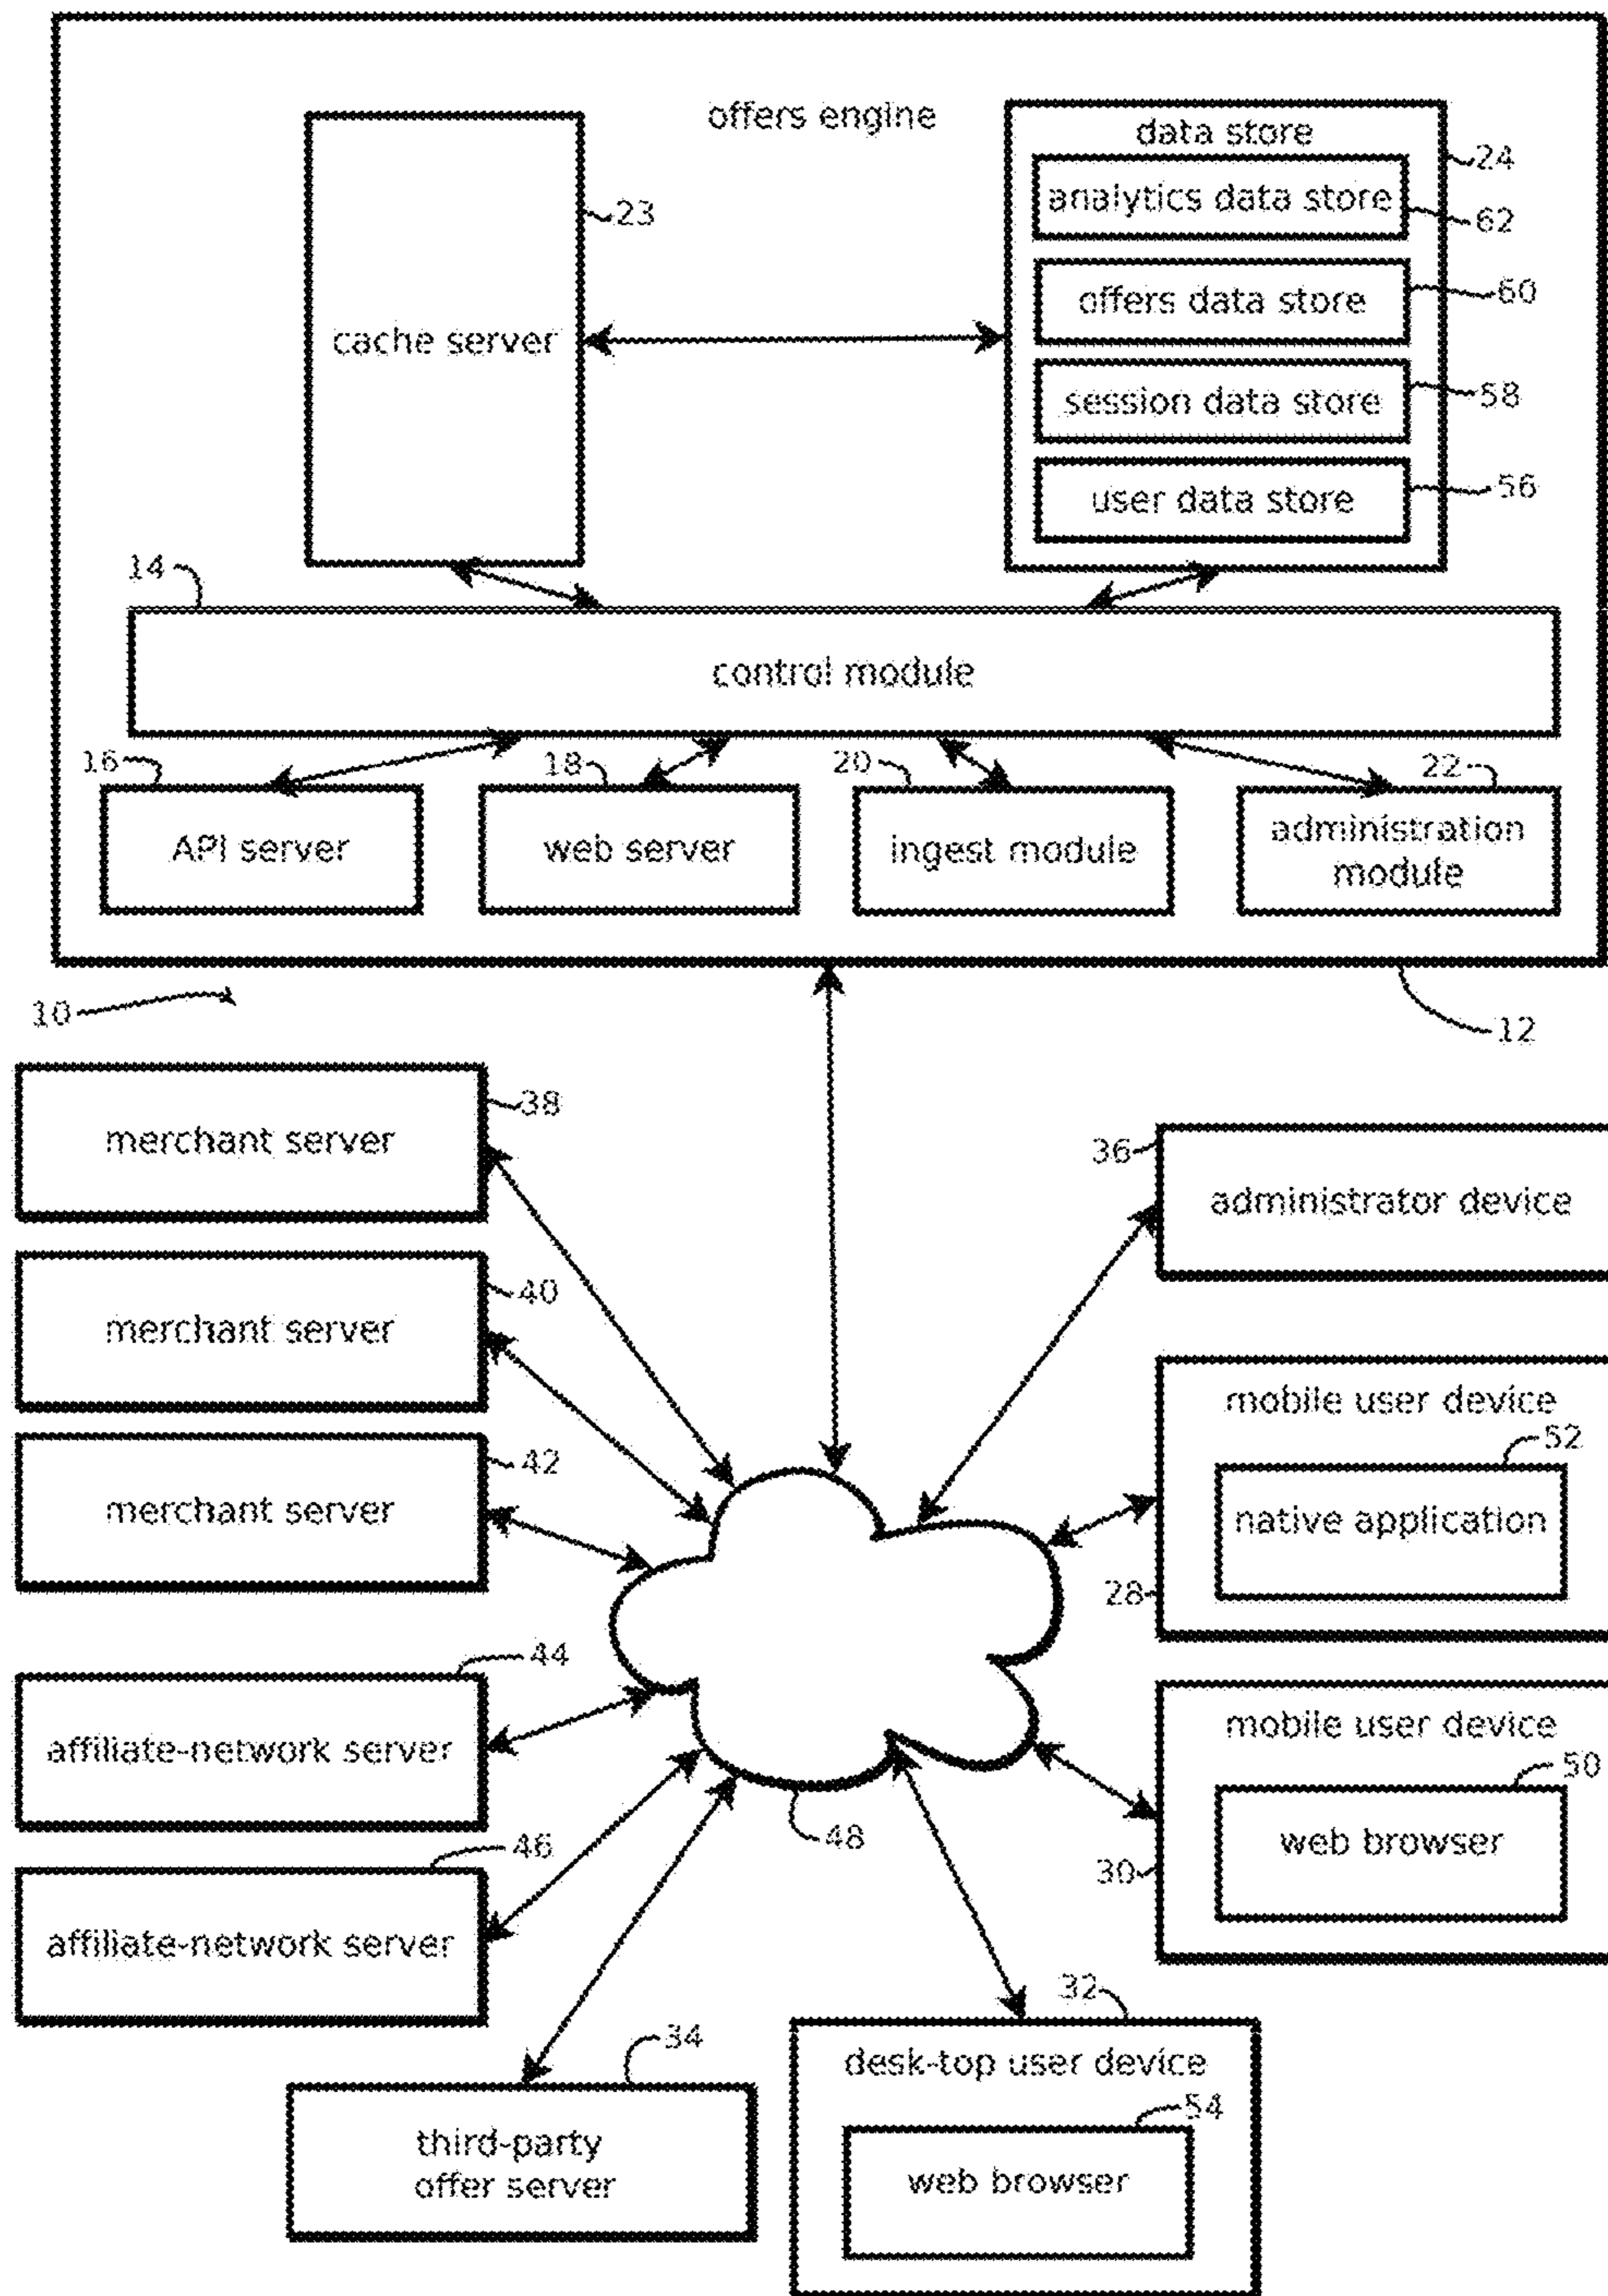 offers engine
data store
24
analytics data store
62
23
offers data store
60
cache server
session data store
58
user data store
56
14
control module
16
18
20
22
API server
web server
ingest module
administration
module
10
12
38
merchant server
36
administrator device
40
merchant server
mobile user device
52
42
merchant server
native application
28
44
affiliate-network server
mobile user device
50
48
web browser
30
46
affiliate-network server
32
34
desk-top user device
54
third-party
offer server
web browser